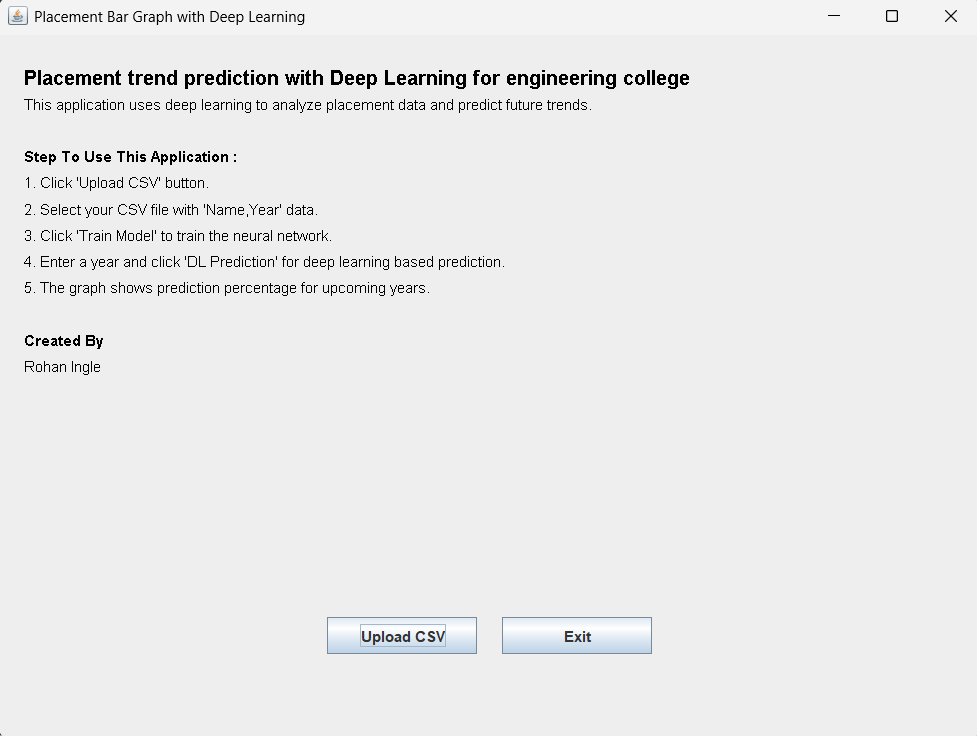 Placement Bar Graph with Deep Learning
Placement trend prediction with Deep Learning for engineering college
This application uses deep learning to analyze placement data and predict future trends.
Step To Use This Application :
1. Click 'Upload CSV' button.
2. Select your CSV file with 'Name,Year' data.
3. Click 'Train Model' to train the neural network.
4. Enter a year and click 'DL Prediction' for deep learning based prediction.
5. The graph shows prediction percentage for upcoming years.
Created By
Rohan Ingle
Upload CSV
Exit